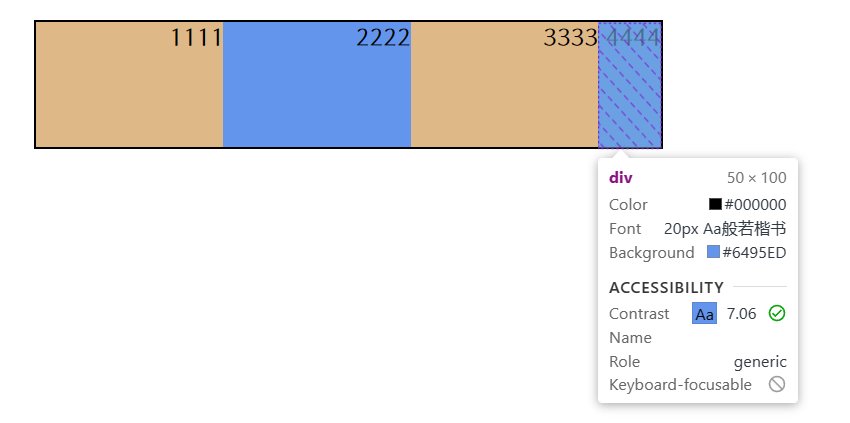 1111 2222 3333 4444
div 50 × 100
Color #000000
Font 20px Aa般若楷书
Background #6495ED
ACCESSIBILITY
Contrast Aa 7.06
Name
Role generic
Keyboard-focusable